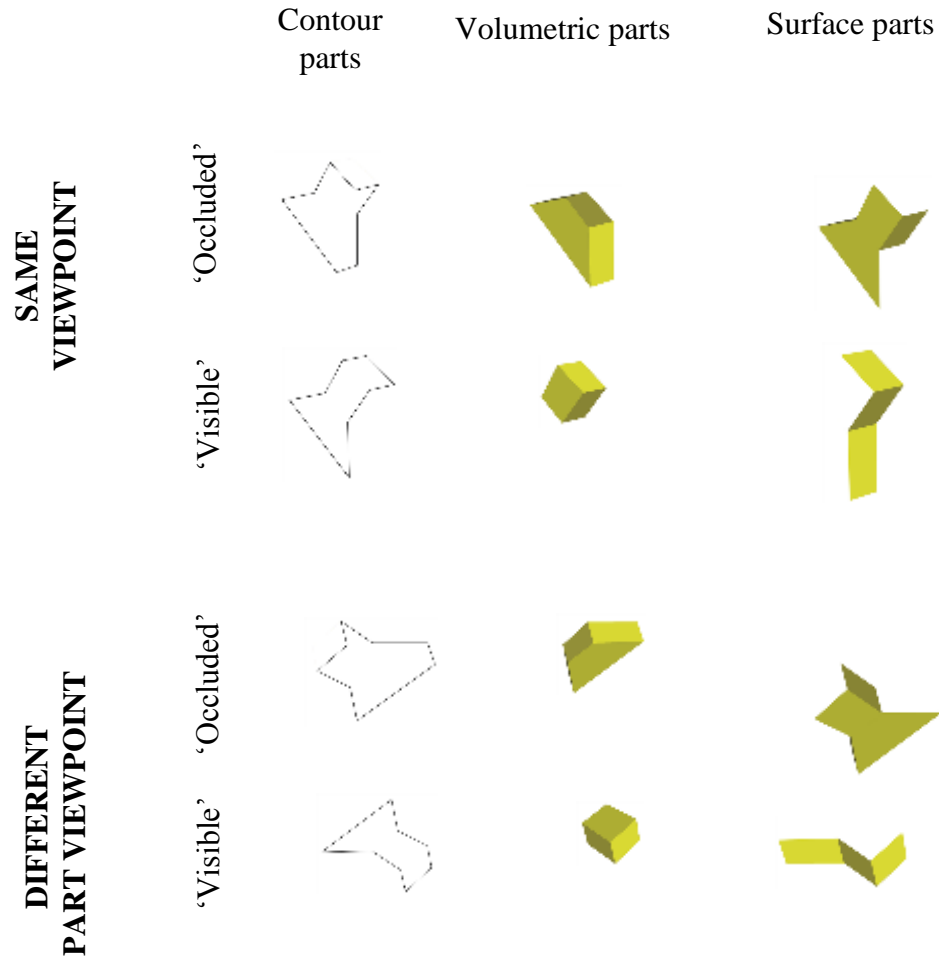 Contour
parts
Volumetric parts
Surface parts
SAME
VIEWPOINT
‘Occluded’
‘Visible’
DIFFERENT
PART VIEWPOINT
‘Occluded’
‘Visible’